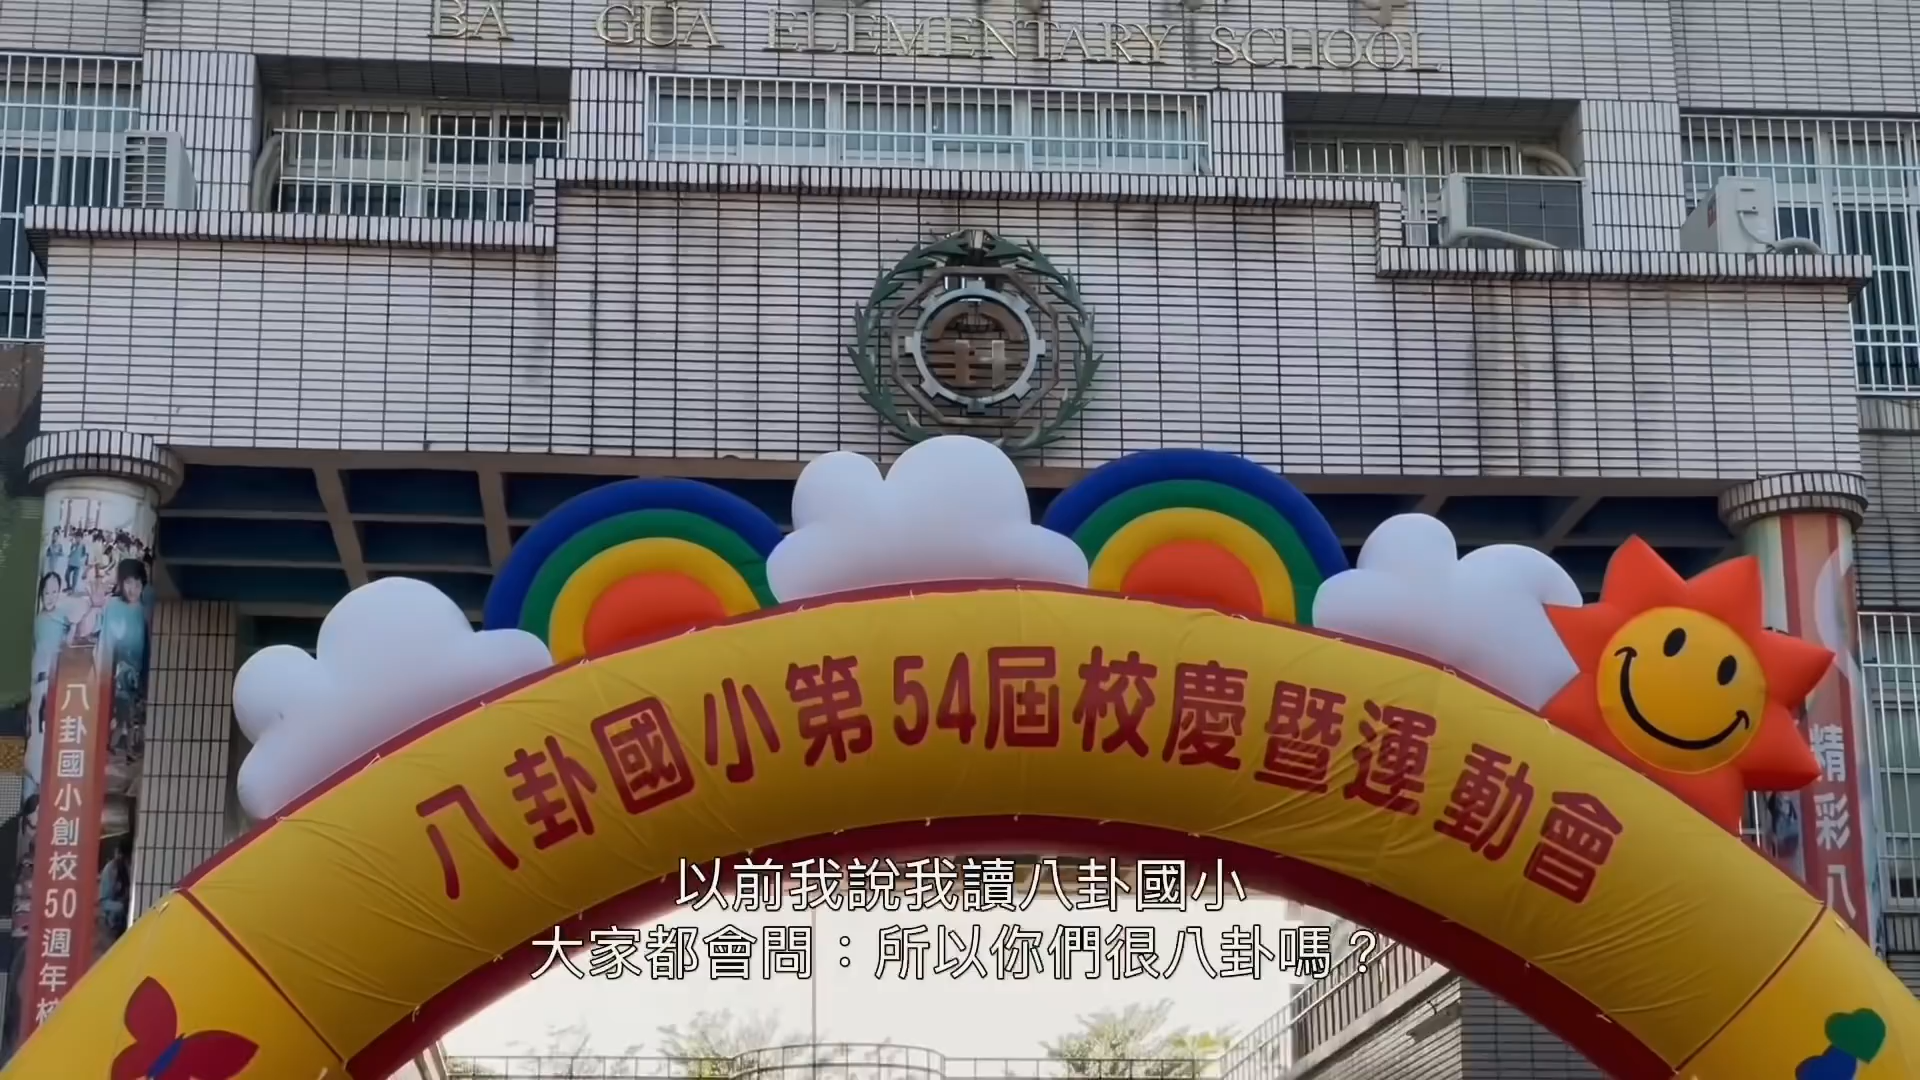 BA GUA ELEMENTARY SCHOOL
八卦國小第54屆校慶暨運動會
八卦國小創校50週年校
精彩八
以前我說我讀八卦國小
大家都會問：所以你們很八卦嗎？